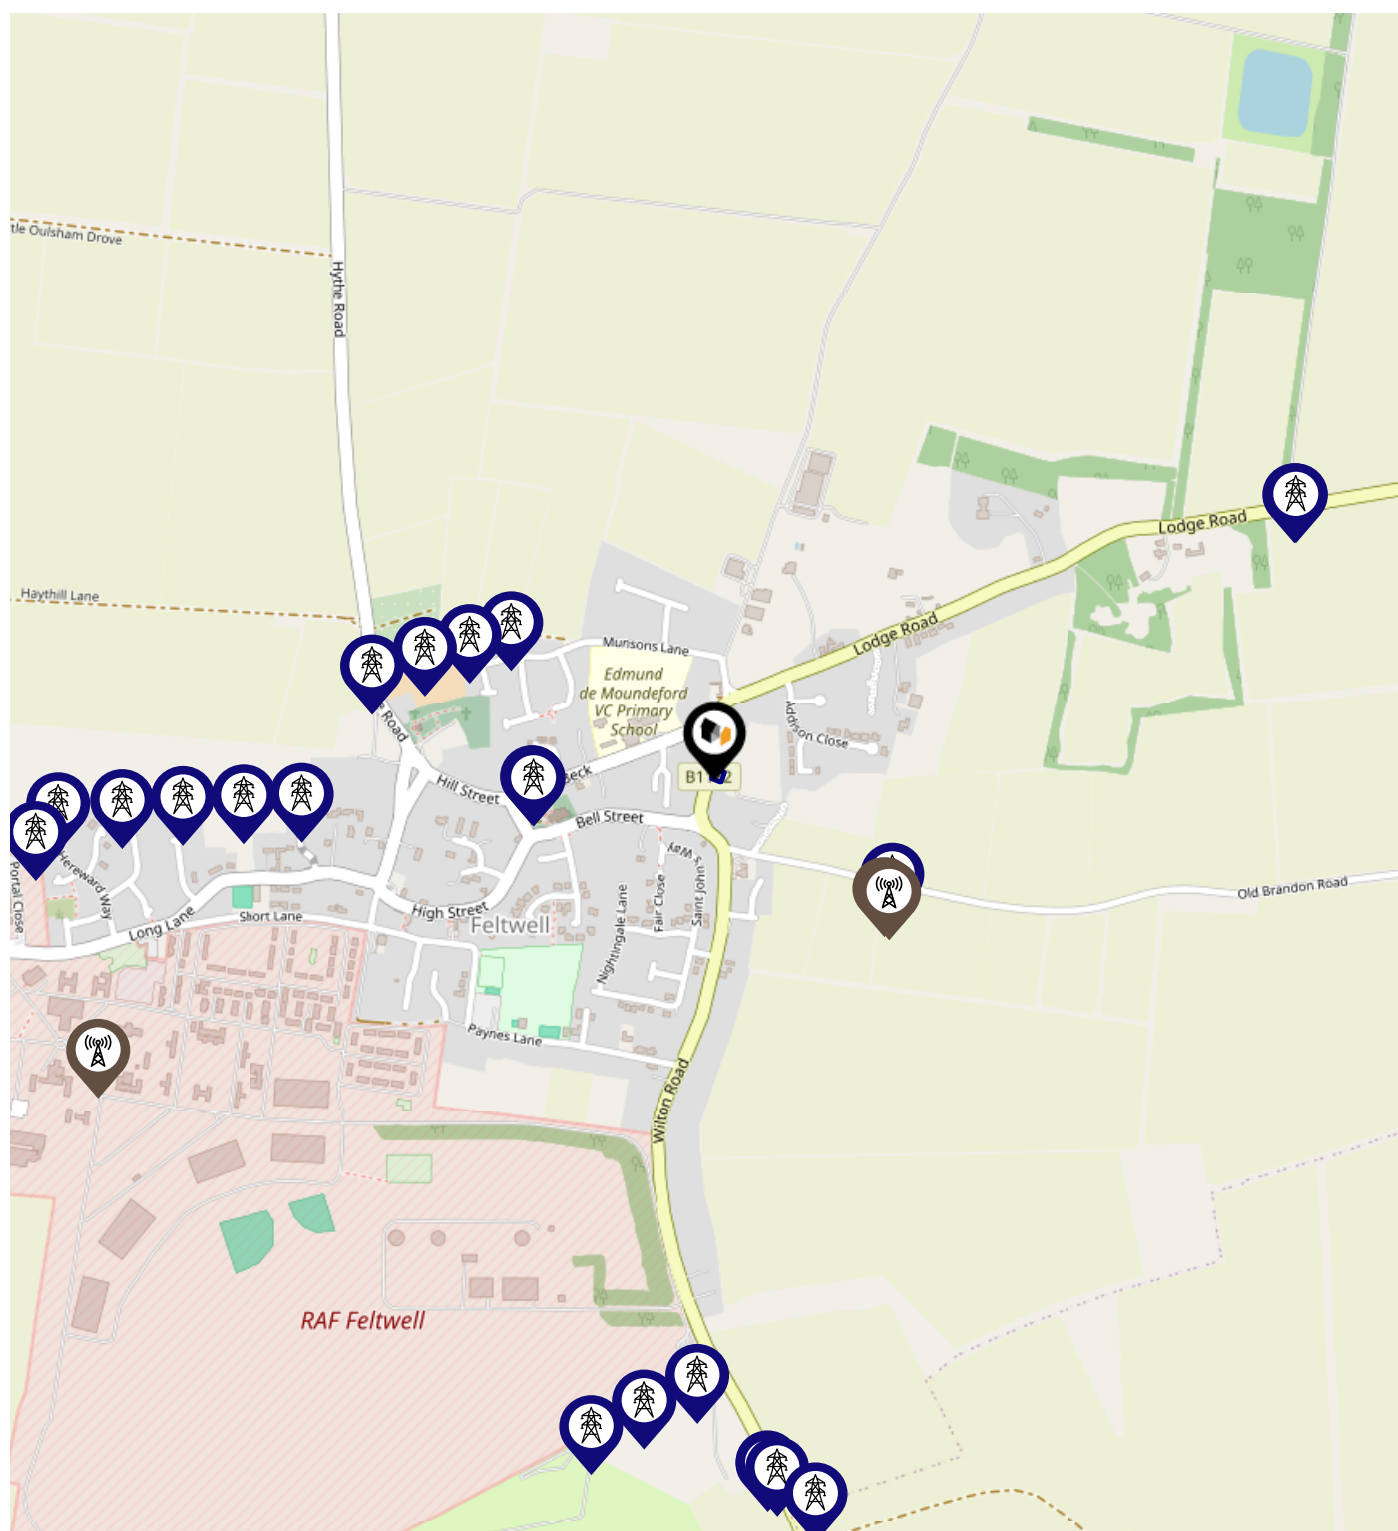 tle Oulsham Drove
Hythe Road
Lodge Road
Haythill Lane
Munsons Lane
Lodge Road
Edmund
de Moundeford
VC Primary
School
Road
Addison Close
Beck
Hill Street
Bell Street
Hereward Way
Portal Close
Saint John's Way
Fair Close
Nightingale Lane
Old Brandon Road
High Street
Short Lane
Long Lane
Feltwell
Paynes Lane
Wilton Road
RAF Feltwell